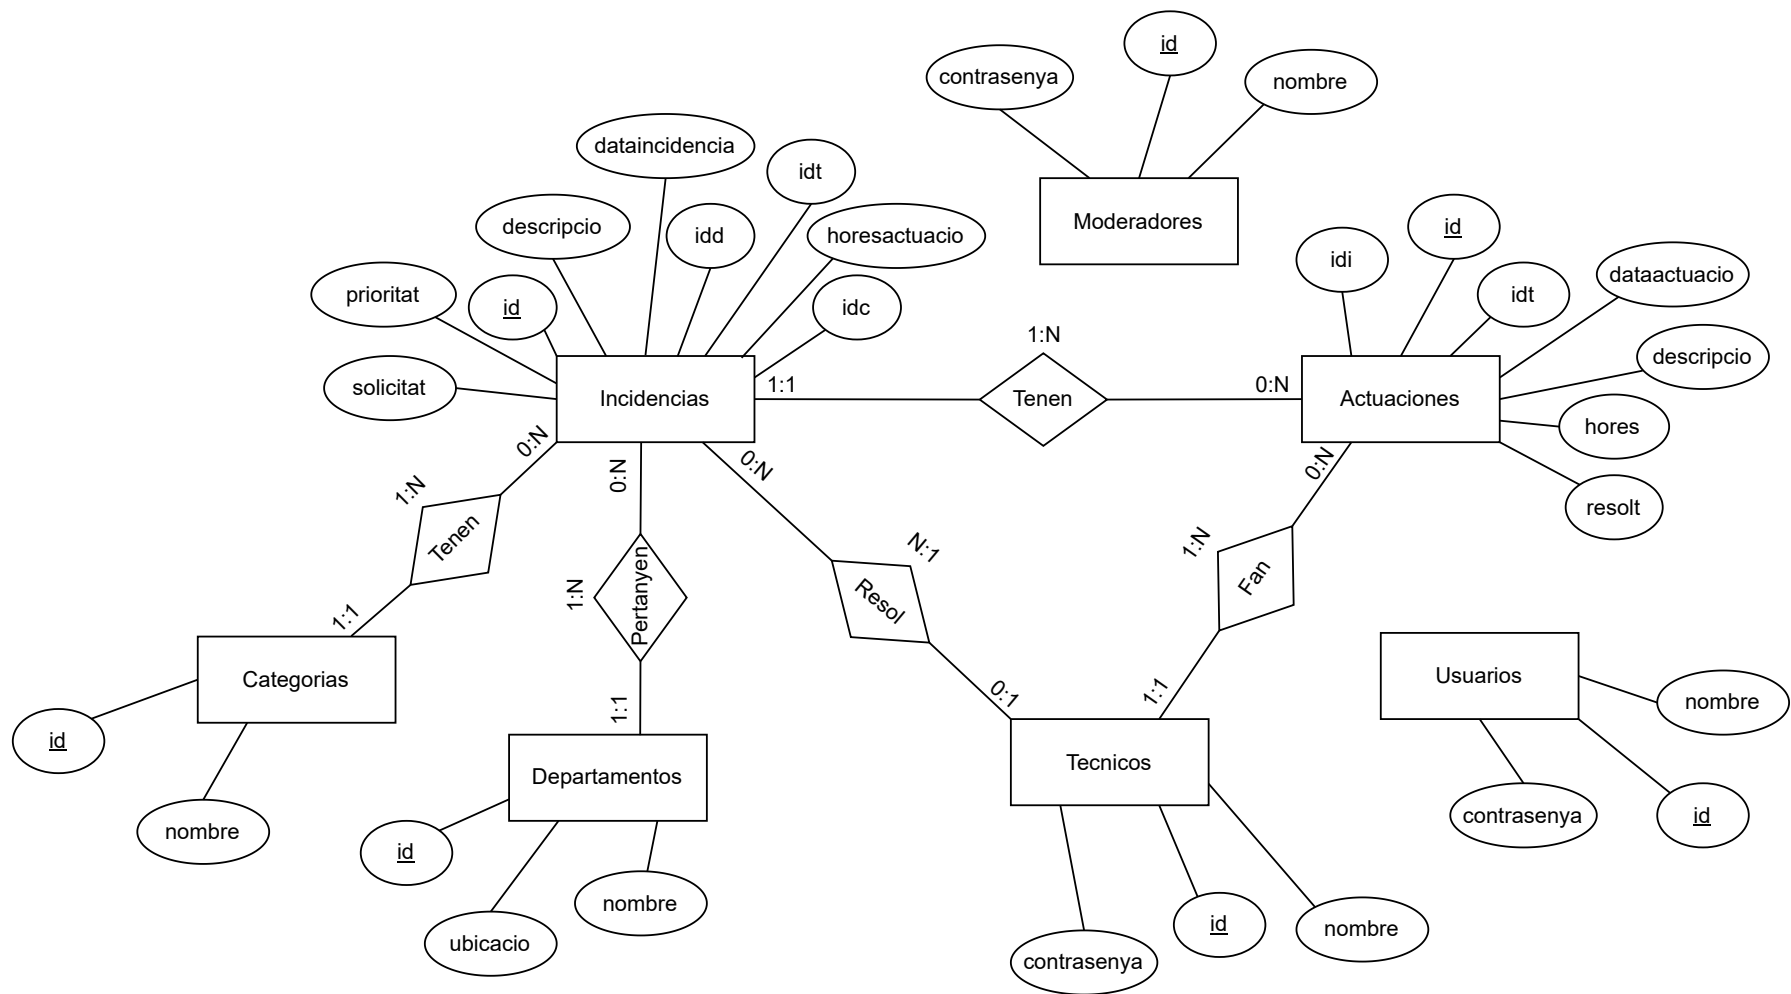 id
contrasenya
nombre
Moderadores
dataincidencia
idt
descripcio
idd
horesactuacio
prioritat
id
idc
solicitat
Incidencias
idi
id
idt
dataactuacio
descripcio
hores
resolt
Actuaciones
1:1
1:N
Tenen
0:N
0:N
1:N
Tenen
1:1
0:N
1:N
Pertanyen
1:1
0:N
N:1
Resol
0:1
0:N
1:N
Fan
1:1
Categorias
id
nombre
Departamentos
id
ubicacio
nombre
Tecnicos
contrasenya
id
nombre
Usuarios
nombre
contrasenya
id